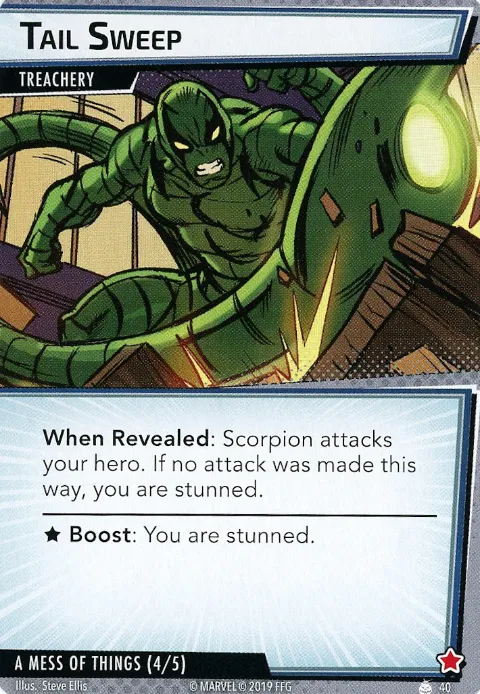 TAIL SWEEP
TREACHERY
When Revealed: Scorpion attacks
your hero. If no attack was made this
way, you are stunned.
★ Boost: You are stunned.
A MESS OF THINGS (4/5)
Illus. Steve Ellis © MARVEL © 2019 FFG 40